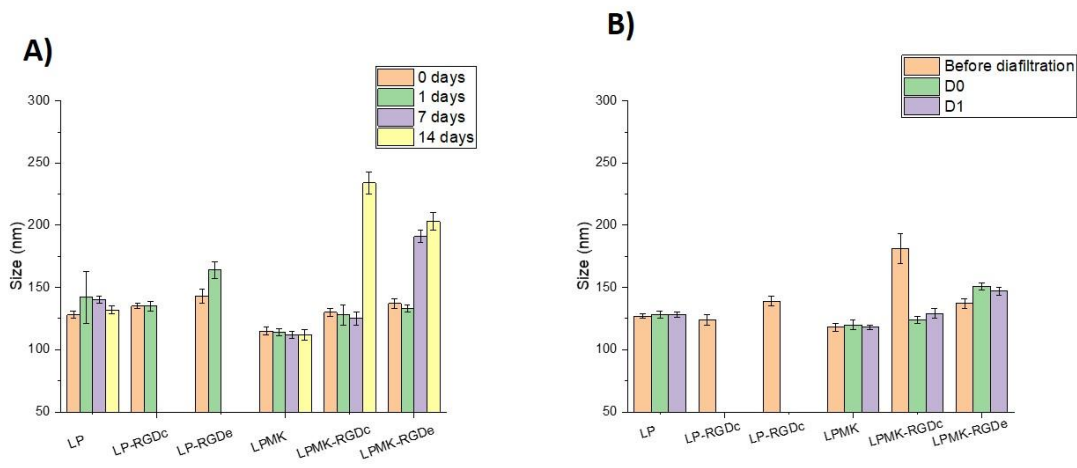 A)
0 days
1 days
7 days
14 days
300
250
200
150
100
50
Size (nm)
LP
LP-RGDc
LP-RGDe
LPMK
LPMK-RGDc
LPMK-RGDe
B)
Before diafiltration
D0
D1
300
250
200
150
100
50
Size (nm)
LP
LP-RGDc
LP-RGDc
LPMK
LPMK-RGDc
LPMK-RGDe